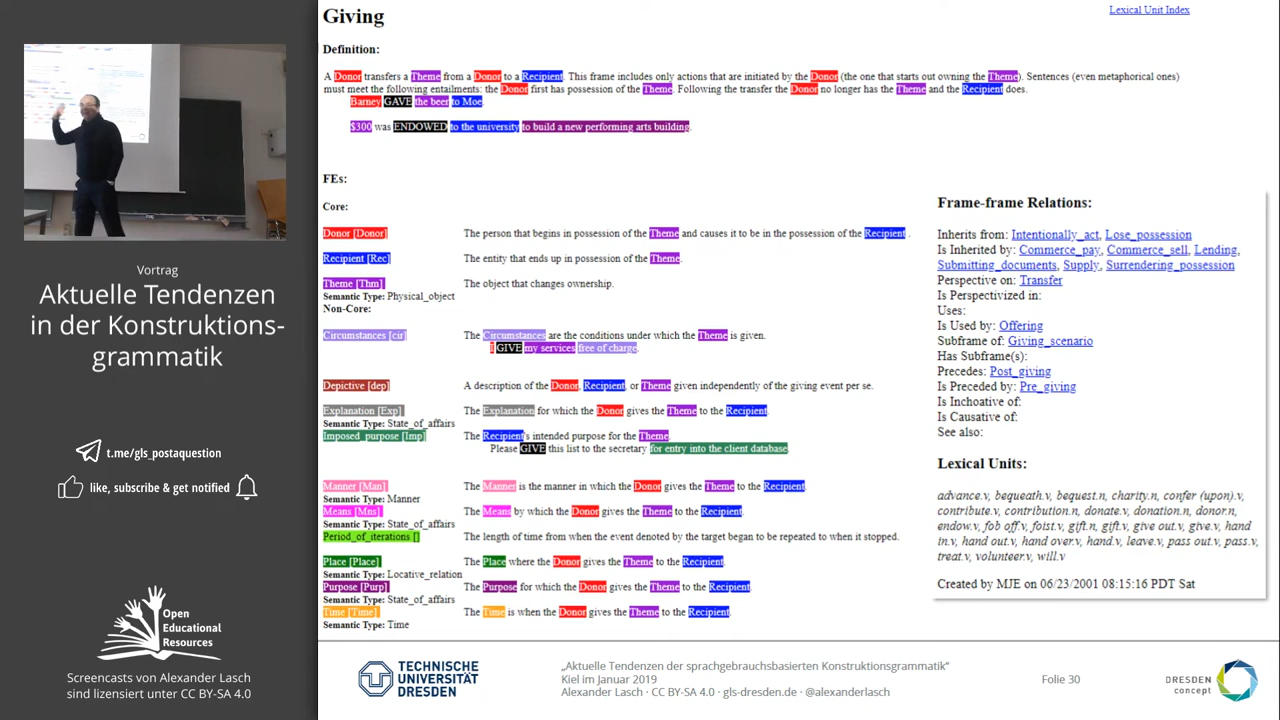 Vortrag
Aktuelle Tendenzen
in der Konstruktions-
grammatik
t.me/gls_postaquestion
like, subscribe & get notified
Open
Educational
Resources
Screencasts von Alexander Lasch
sind lizensiert unter CC BY-SA 4.0
Giving
Lexical Unit Index
Definition:
A Donor transfers a Theme from a Donor to a Recipient. This frame includes only actions that are initiated by the Donor (the one that starts out owning the Theme). Sentences (even metaphorical ones)
must meet the following entailments: the Donor first has possession of the Theme. Following the transfer the Donor no longer has the Theme and the Recipient does.
Barney GAVE the beer to Moe
$300 was ENDOWED to the university to build a new performing arts building.
FEs:
Core:
Donor [Donor] The person that begins in possession of the Theme and causes it to be in the possession of the Recipient.
Recipient [Rec] The entity that ends up in possession of the Theme.
Theme [Thm] The object that changes ownership.
Semantic Type: Physical_object
Non-Core:
Circumstances [cir] The Circumstances are the conditions under which the Theme is given.
I GIVE my services free of charge.
Depictive [dep] A description of the Donor, Recipient, or Theme given independently of the giving event per se.
Explanation [Exp] The Explanation for which the Donor gives the Theme to the Recipient.
Semantic Type: State_of_affairs
Imposed_purpose [Imp] The Recipient's intended purpose for the Theme
Please GIVE this list to the secretary for entry into the client database.
Manner [Man] The Manner is the manner in which the Donor gives the Theme to the Recipient
Semantic Type: Manner
Means [Mns] The Means by which the Donor gives the Theme to the Recipient.
Semantic Type: State_of_affairs
Period_of_iterations [] The length of time from when the event denoted by the target began to be repeated to when it stopped.
Place [Place] The Place where the Donor gives the Theme to the Recipient.
Semantic Type: Locative_relation
Purpose [Purp] The Purpose for which the Donor gives the Theme to the Recipient.
Semantic Type: State_of_affairs
Time [Time] The Time is when the Donor gives the Theme to the Recipient.
Semantic Type: Time
Frame-frame Relations:
Inherits from: Intentionally_act, Lose_possession
Is Inherited by: Commerce_pay, Commerce_sell, Lending,
Submitting_documents, Supply, Surrendering_possession
Perspective on: Transfer
Is Perspectivized in:
Uses:
Is Used by: Offering
Subframe of: Giving_scenario
Has Subframe(s):
Precedes: Post_giving
Is Preceded by: Pre_giving
Is Inchoative of:
Is Causative of:
See also:
Lexical Units:
advance.v, bequeath.v, bequest.n, charity.n, confer (upon).v,
contribute.v, contribution.n, donate.v, donation.n, donor.n,
endow.v, fob off.v, foist.v, gift.n, gift.v, give out.v, give.v, hand
in.v, hand out.v, hand over.v, hand.v, leave.v, pass out.v, pass.v,
treat.v, volunteer.v, will.v
Created by MJE on 06/23/2001 08:15:16 PDT Sat
TECHNISCHE
UNIVERSITÄT
DRESDEN
„Aktuelle Tendenzen der sprachgebrauchsbasierten Konstruktionsgrammatik“
Kiel im Januar 2019
Alexander Lasch · CC BY-SA 4.0 · gls-dresden.de · @alexanderlasch
Folie 30
DRESDEN
concept